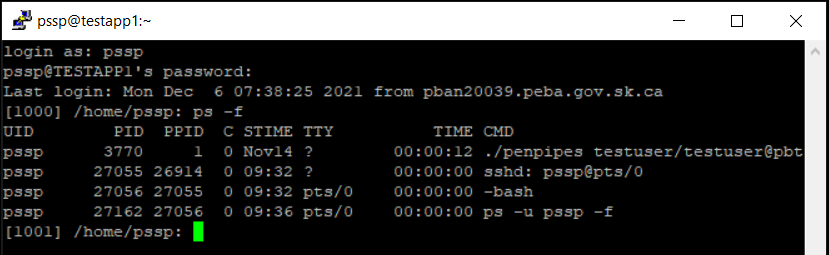 pssp@testapp1:~
login as: pssp
pssp@TESTAPP1's password:
Last login: Mon Dec  6 07:38:25 2021 from pban20039.peba.gov.sk.ca
[1000] /home/pssp: ps -f
UID        PID  PPID  C STIME TTY          TIME CMD
pssp      3770     1  0 Nov14 ?        00:00:12 ./penpipes testuser/testuser@pbt
pssp     27055 26914  0 09:32 ?        00:00:00 sshd: pssp@pts/0
pssp     27056 27055  0 09:32 pts/0    00:00:00 -bash
pssp     27162 27056  0 09:36 pts/0    00:00:00 ps -u pssp -f
[1001] /home/pssp: